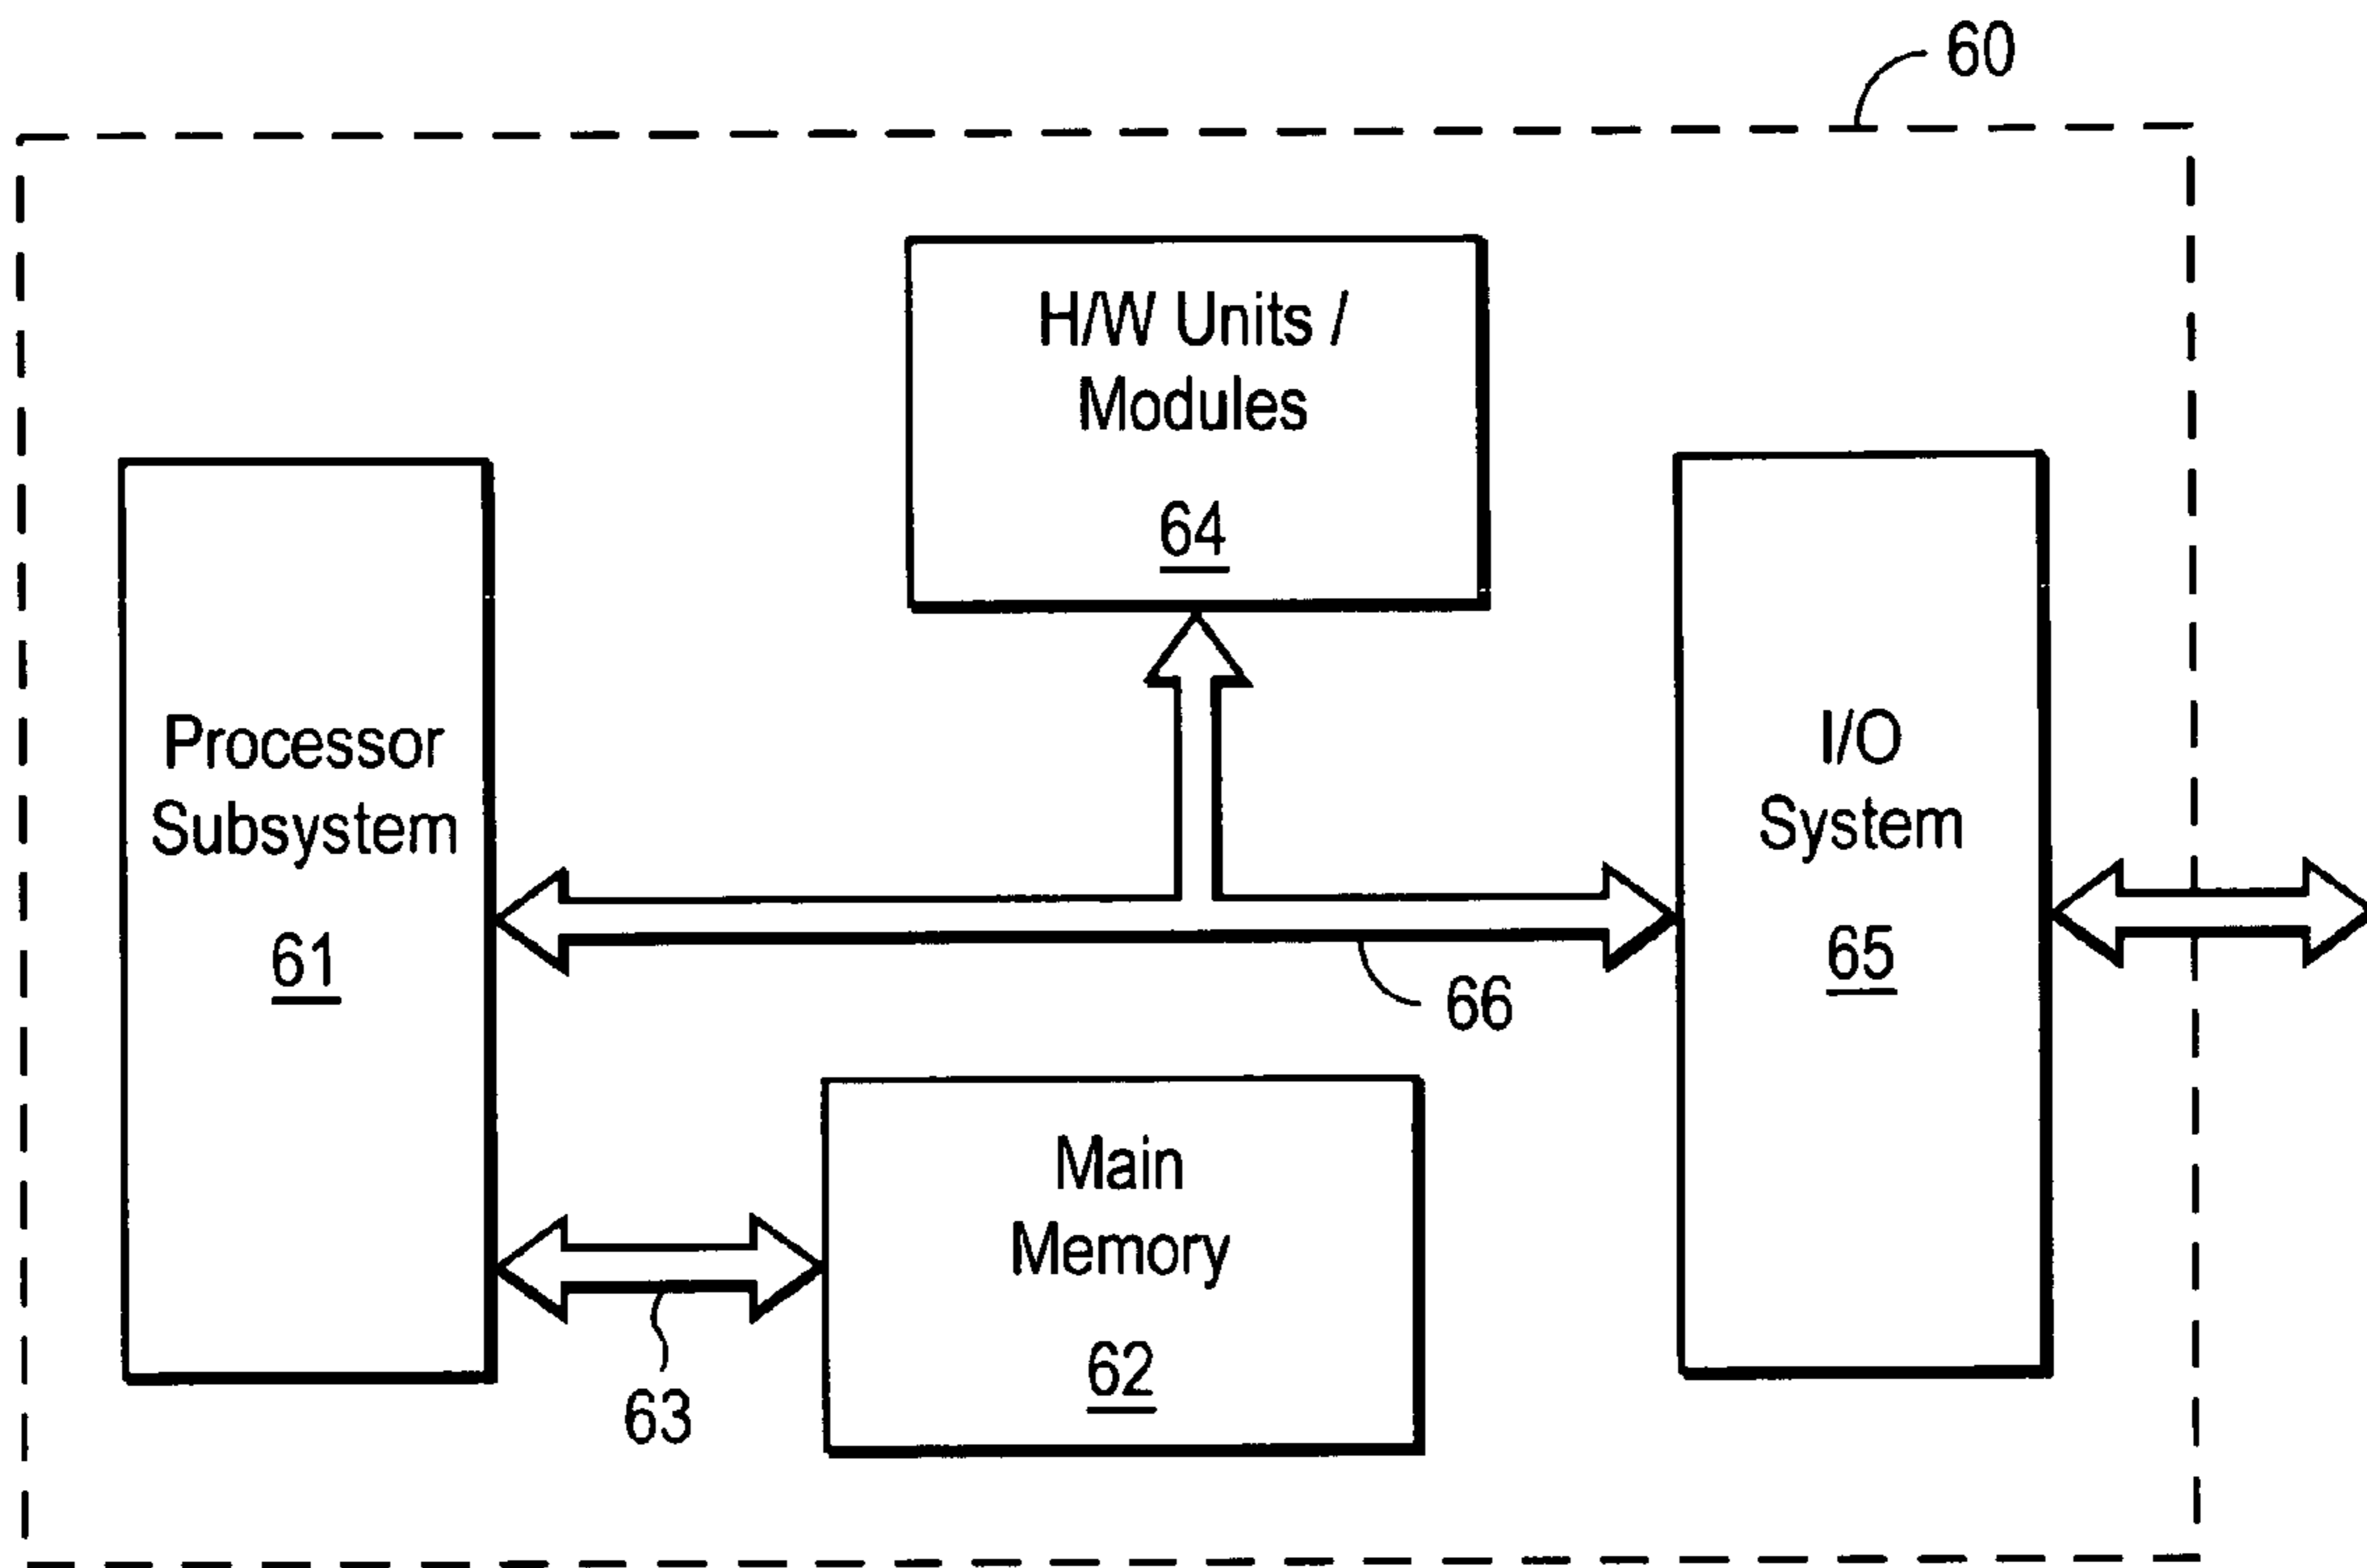 60
H/W Units /
Modules
64
Processor
Subsystem
61
I/O
System
65
66
Main
Memory
62
63